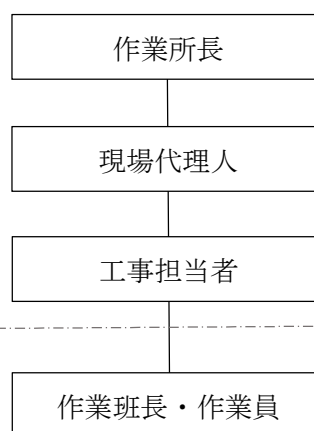 作業所長
現場代理人
工事担当者
作業班長・作業員